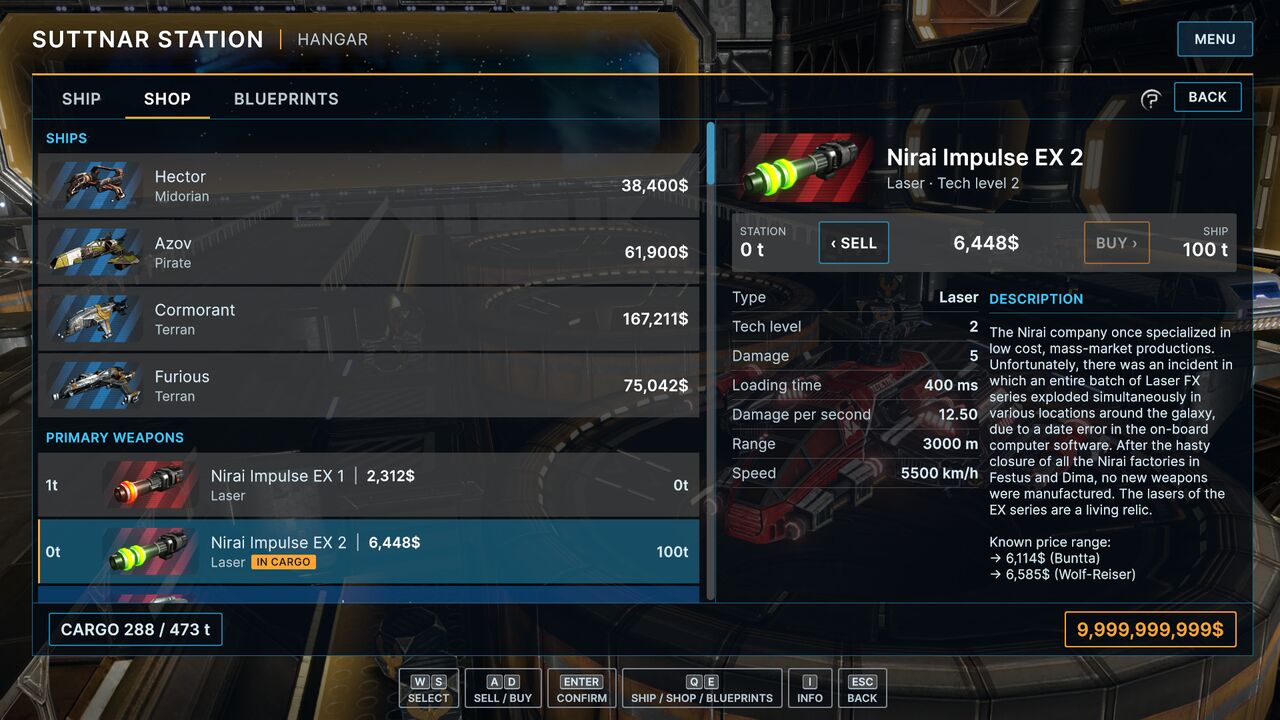 SUTTNAR STATION | HANGAR
MENU
SHIP SHOP BLUEPRINTS
BACK
SHIPS
Hector
Midorian
38,400$
Azov
Pirate
61,900$
Cormorant
Terran
167,211$
Furious
Terran
75,042$
PRIMARY WEAPONS
1t
Nirai Impulse EX 1 | 2,312$
Laser
0t
0t
Nirai Impulse EX 2 | 6,448$
Laser IN CARGO
100t
Nirai Impulse EX 2
Laser · Tech level 2
STATION
0 t
‹ SELL
6,448$
BUY ›
SHIP
100 t
Type Laser
Tech level 2
Damage 5
Loading time 400 ms
Damage per second 12.50
Range 3000 m
Speed 5500 km/h
DESCRIPTION
The Nirai company once specialized in
low cost, mass-market productions.
Unfortunately, there was an incident in
which an entire batch of Laser FX
series exploded simultaneously in
various locations around the galaxy,
due to a date error in the on-board
computer software. After the hasty
closure of all the Nirai factories in
Festus and Dima, no new weapons
were manufactured. The lasers of the
EX series are a living relic.
Known price range:
→ 6,114$ (Buntta)
→ 6,585$ (Wolf-Reiser)
CARGO 288 / 473 t
9,999,999,999$
W S
SELECT
A D
SELL / BUY
ENTER
CONFIRM
Q E
SHIP / SHOP / BLUEPRINTS
I
INFO
ESC
BACK